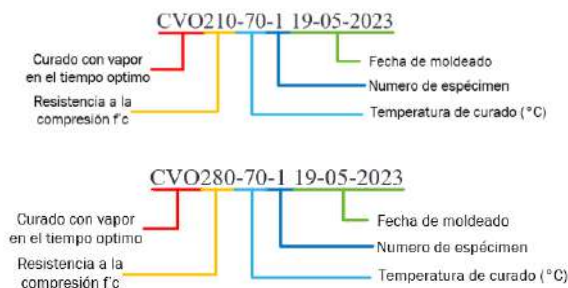 CVO210-70-1 19-05-2023
Curado con vapor
en el tiempo optimo
Fecha de moldeado
Numero de espécimen
Resistencia a la
compresión f'c
Temperatura de curado (°C)
CVO280-70-1 19-05-2023
Curado con vapor
en el tiempo optimo
Fecha de moldeado
Numero de espécimen
Resistencia a la
compresión f'c
Temperatura de curado (°C)